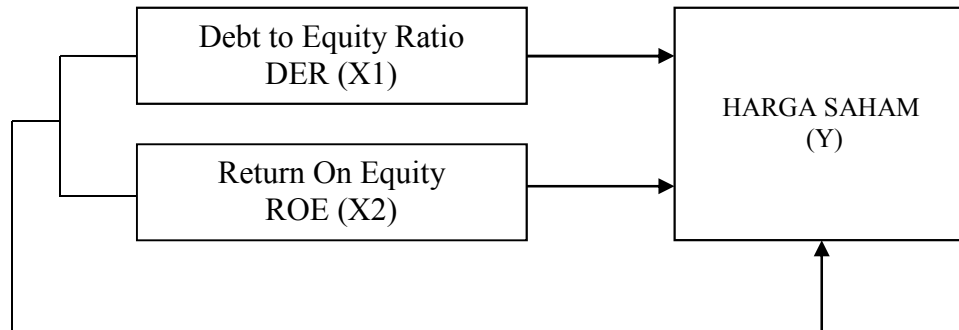 Debt to Equity Ratio
DER (X1)
HARGA SAHAM
(Y)
Return On Equity
ROE (X2)